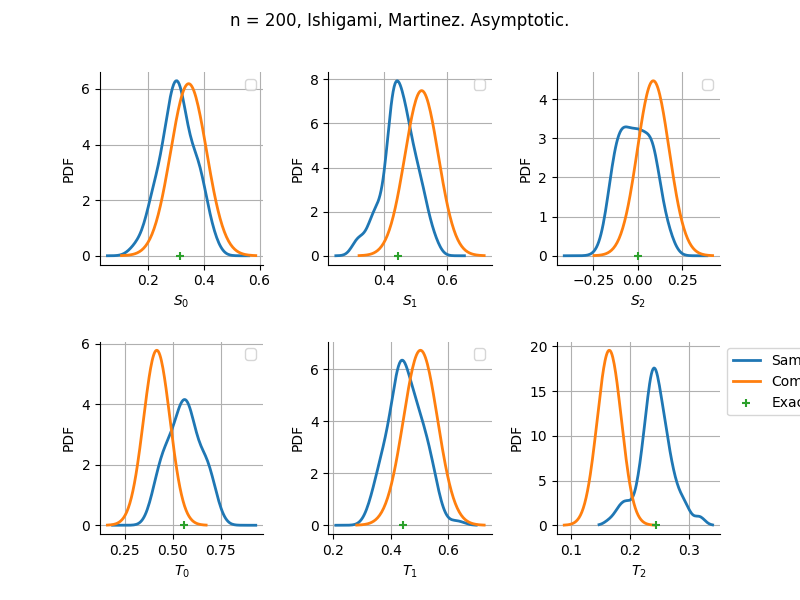 n = 200, Ishigami, Martinez. Asymptotic.
PDF
6
4
2
0
0.2 0.4 0.6
S₀
PDF
8
6
4
2
0
0.4 0.6
S₁
PDF
4
3
2
1
0
−0.25 0.00 0.25
S₂
PDF
6
4
2
0
0.25 0.50 0.75
T₀
PDF
6
4
2
0
0.2 0.4 0.6
T₁
PDF
20
15
10
5
0
0.1 0.2 0.3
T₂
Sam
Com
Exac